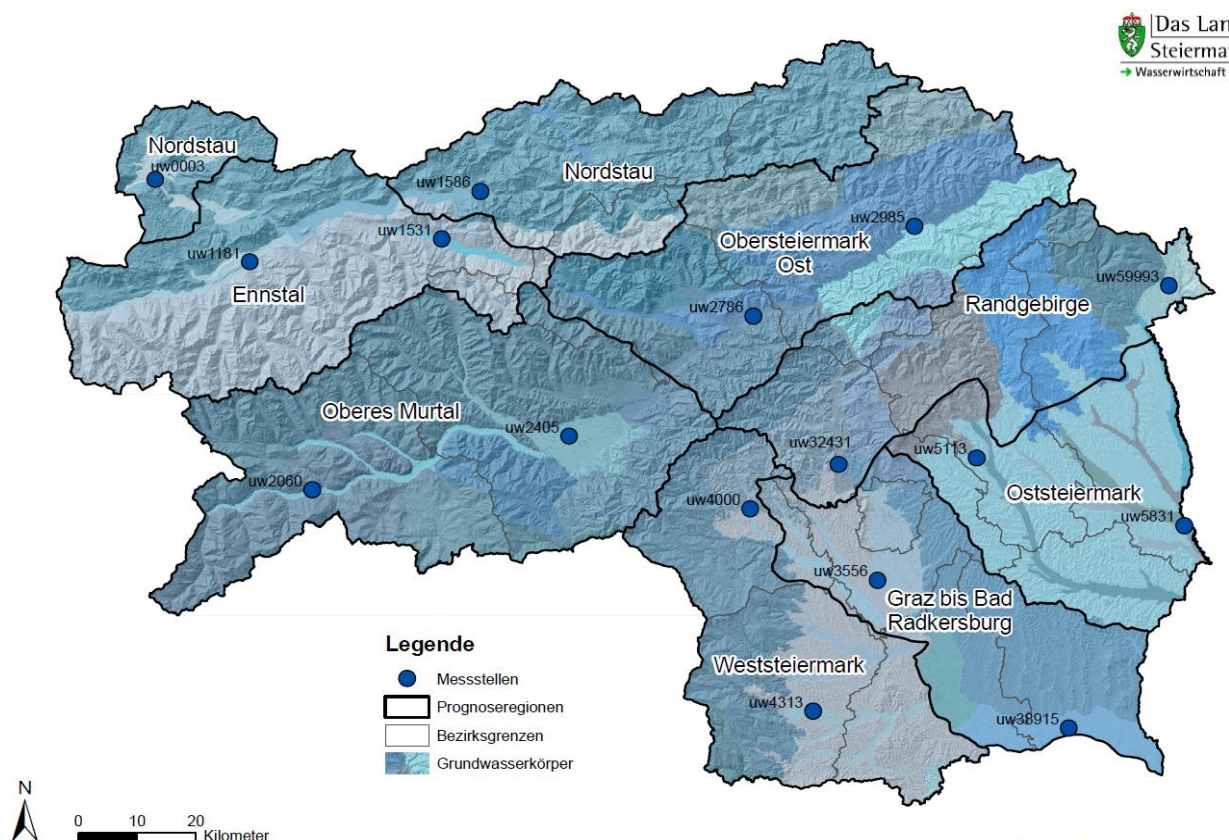 Das Lan
Steiermar
→ Wasserwirtschaft
Nordstau
uw0003
Nordstau
uw1586
uw2985
uw1531
Obersteiermark
Ost
uw1181
Ennstal
uw59993
Randgebirge
uw2786
Oberes Murtal
uw2405
uw32431
uw5113
uw2060
Oststeiermark
uw4000
uw5831
uw3556
Graz bis Bad
Radkersburg
Legende
Messstellen
Weststeiermark
Prognoseregionen
uw4313
uw38915
Bezirksgrenzen
Grundwasserkörper
N
0 10 20
Kilometer